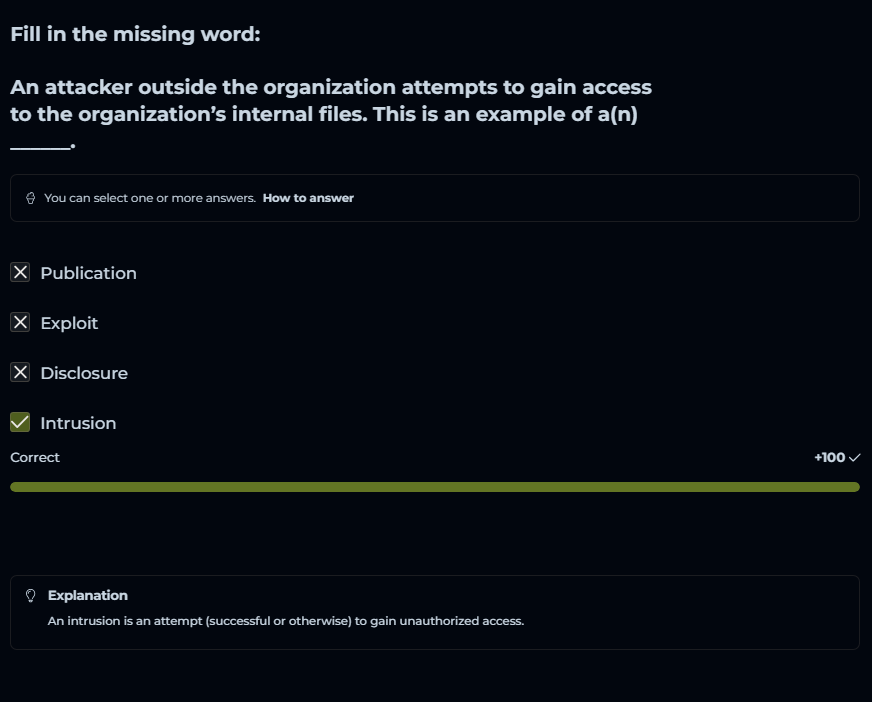 Fill in the missing word:
An attacker outside the organization attempts to gain access
to the organization’s internal files. This is an example of a(n)
______.
You can select one or more answers. How to answer
Publication
Exploit
Disclosure
Intrusion
Correct
+100
Explanation
An intrusion is an attempt (successful or otherwise) to gain unauthorized access.